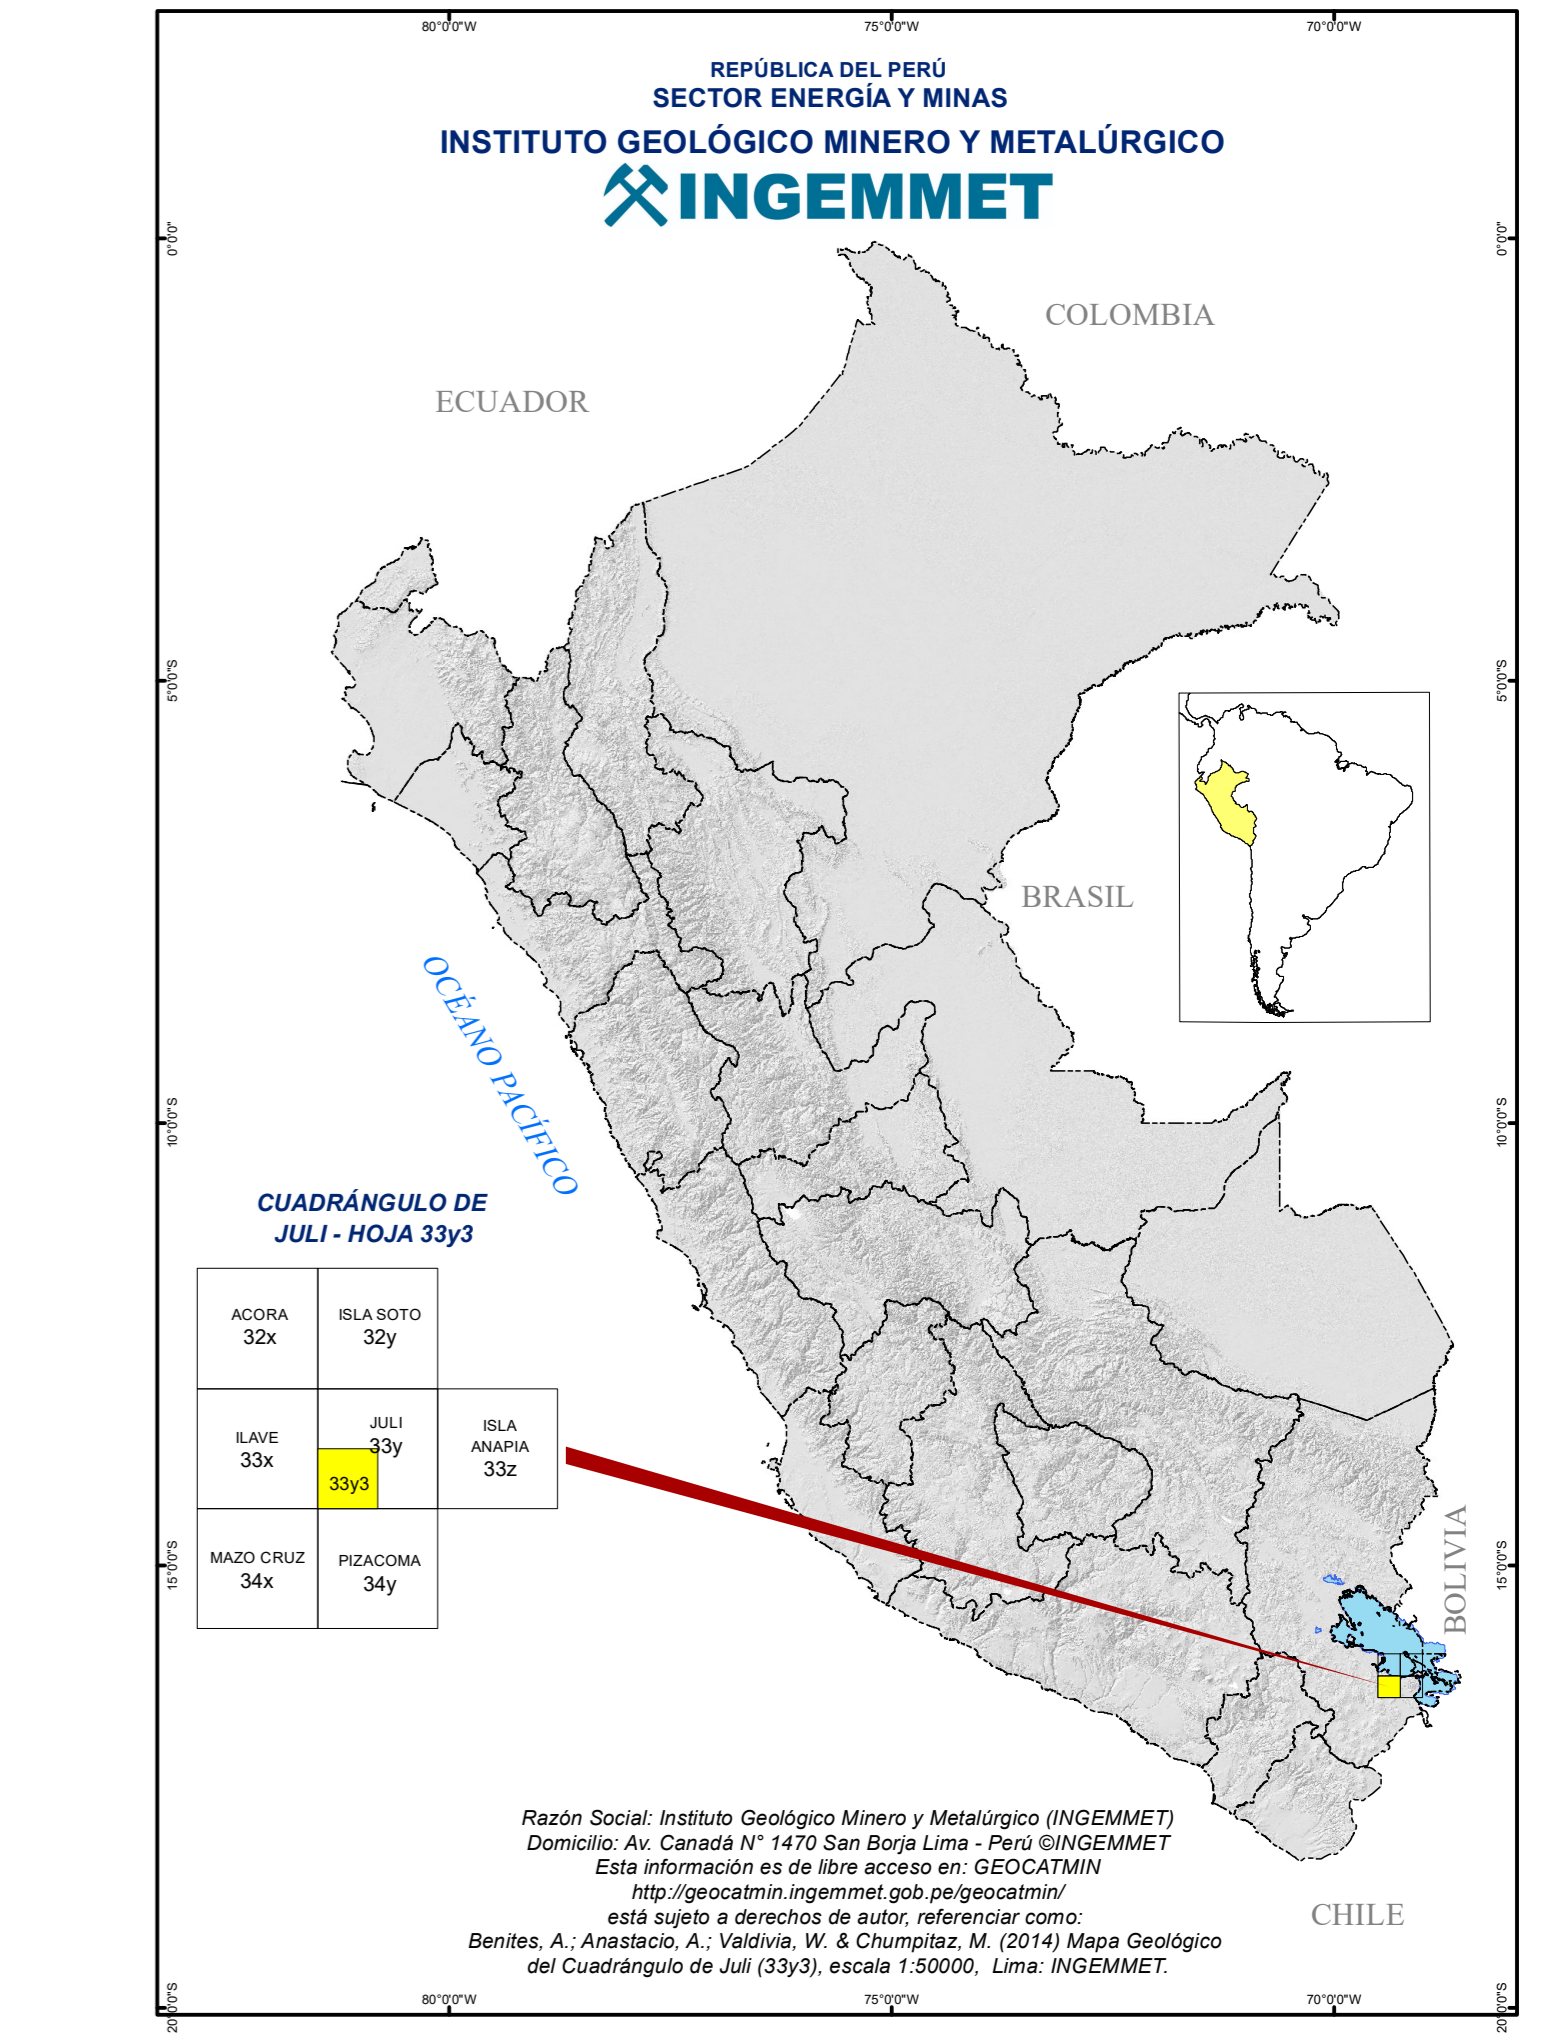 80°0'0"W
75°0'0"W
70°0'0"W
REPÚBLICA DEL PERÚ
SECTOR ENERGÍA Y MINAS
INSTITUTO GEOLÓGICO MINERO Y METALÚRGICO
INGEMMET
0°0'0"
0°0'0"
COLOMBIA
ECUADOR
5°0'0"S
5°0'0"S
BRASIL
OCÉANO PACÍFICO
10°0'0"S
10°0'0"S
CUADRÁNGULO DE
JULI - HOJA 33y3
ACORA
32x
ISLA SOTO
32y
ILAVE
33x
JULI
33y
33y3
ISLA
ANAPIA
33z
MAZO CRUZ
34x
PIZACOMA
34y
15°0'0"S
15°0'0"S
BOLIVIA
Razón Social: Instituto Geológico Minero y Metalúrgico (INGEMMET)
Domicilio: Av. Canadá N° 1470 San Borja Lima - Perú ©INGEMMET
Esta información es de libre acceso en: GEOCATMIN
http://geocatmin.ingemmet.gob.pe/geocatmin/
está sujeto a derechos de autor, referenciar como:
Benites, A.; Anastacio, A.; Valdivia, W. & Chumpitaz, M. (2014) Mapa Geológico
del Cuadrángulo de Juli (33y3), escala 1:50000, Lima: INGEMMET.
CHILE
20°0'0"S
20°0'0"S
80°0'0"W
75°0'0"W
70°0'0"W